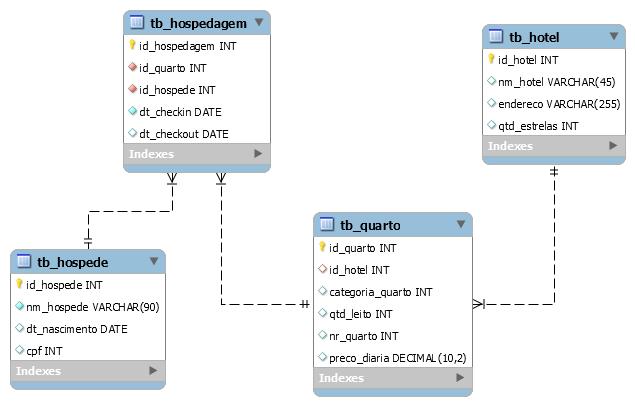 tb_hospedagem
id_hospedagem INT
id_quarto INT
id_hospede INT
dt_checkin DATE
dt_checkout DATE
Indexes
tb_hotel
id_hotel INT
nm_hotel VARCHAR(45)
endereco VARCHAR(255)
qtd_estrelas INT
Indexes
tb_hospede
id_hospede INT
nm_hospede VARCHAR(90)
dt_nascimento DATE
cpf INT
Indexes
tb_quarto
id_quarto INT
id_hotel INT
categoria_quarto INT
qtd_leito INT
nr_quarto INT
preco_diaria DECIMAL(10,2)
Indexes